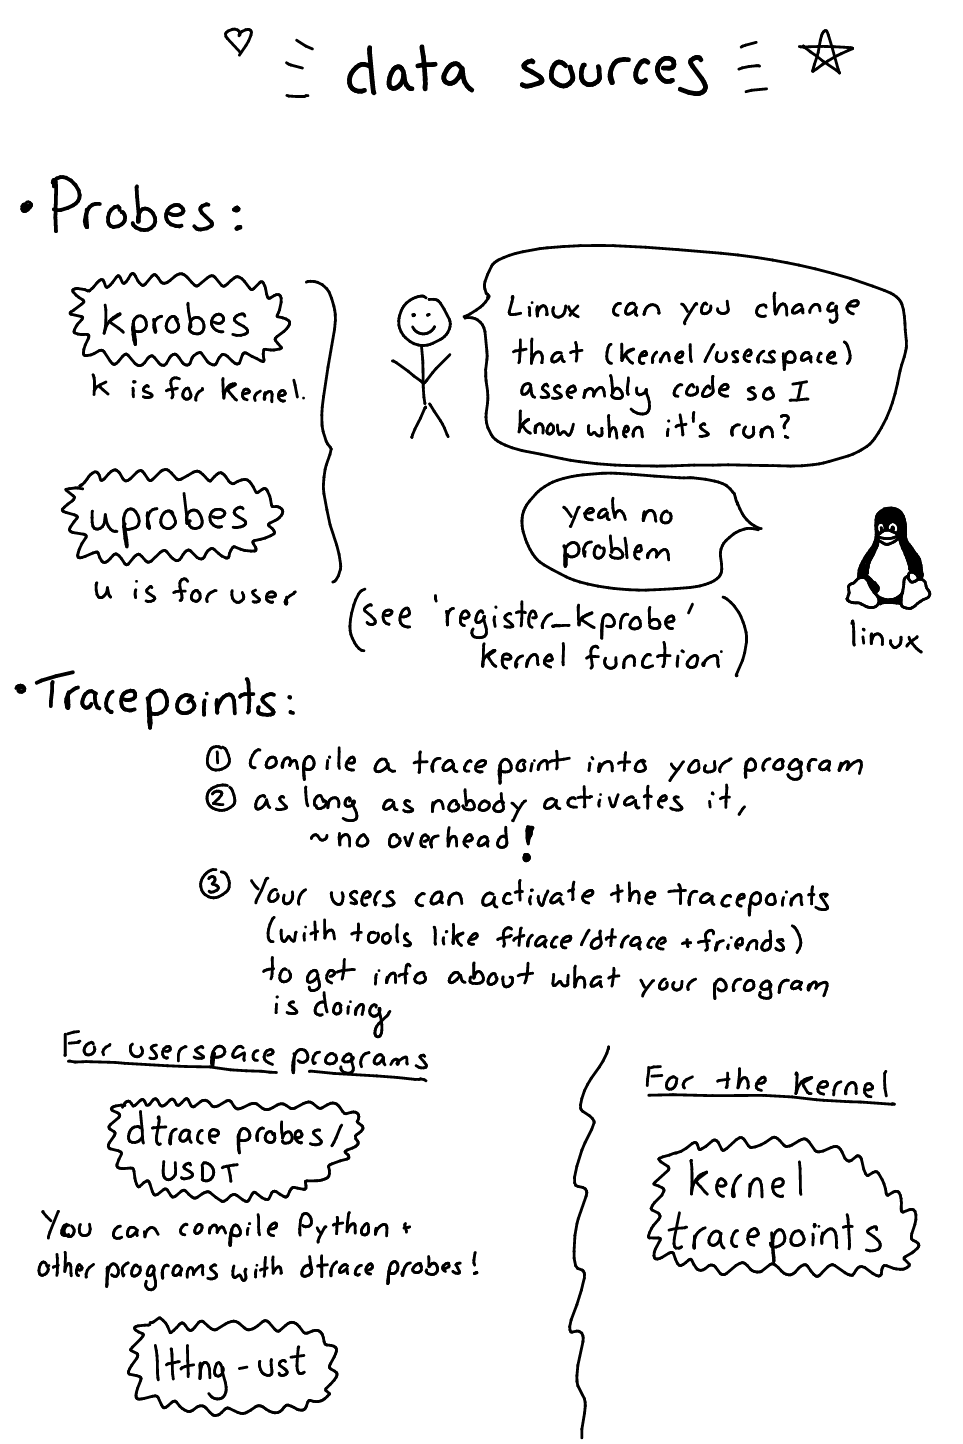 data sources
• Probes:
kprobes
k is for kernel.
Linux can you change
that (kernel/userspace)
assembly code so I
know when it's run?
uprobes
u is for user
yeah no
problem
(see 'register_kprobe'
kernel function)
linux
• Tracepoints:
① Compile a tracepoint into your program
② as long as nobody activates it,
~no overhead!
③ Your users can activate the tracepoints
(with tools like ftrace/dtrace + friends)
to get info about what your program
is doing
For userspace programs
dtrace probes/
USDT
You can compile Python +
other programs with dtrace probes!
lttng-ust
For the kernel
kernel
tracepoints